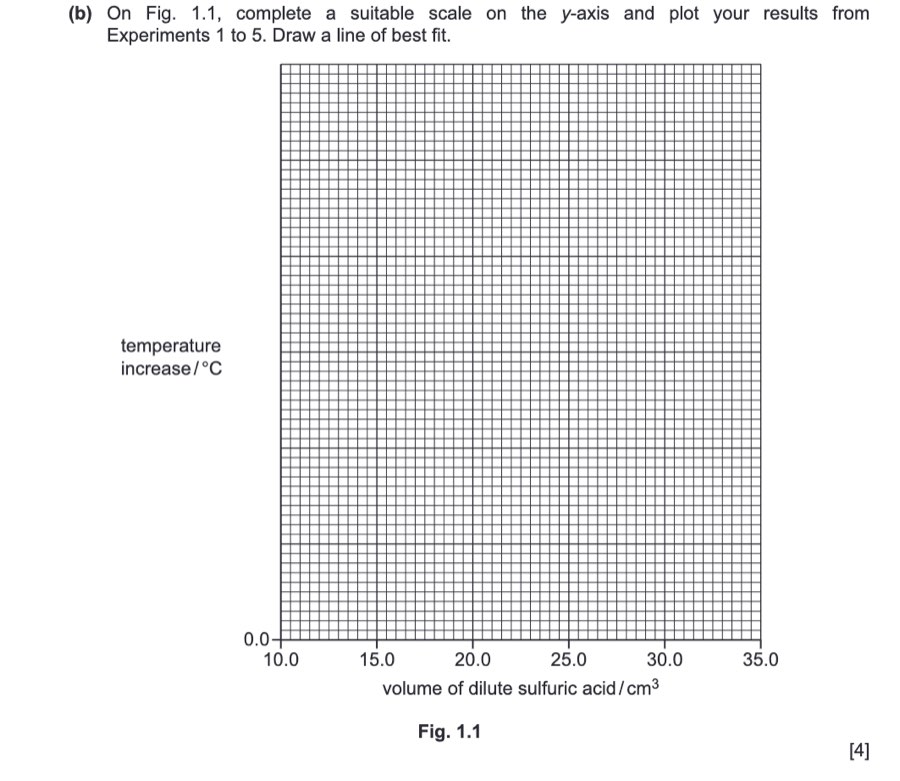 (b) On Fig. 1.1, complete a suitable scale on the y-axis and plot your results from
Experiments 1 to 5. Draw a line of best fit.
temperature
increase / °C
0.0
10.0 15.0 20.0 25.0 30.0 35.0
volume of dilute sulfuric acid / cm³
Fig. 1.1
[4]